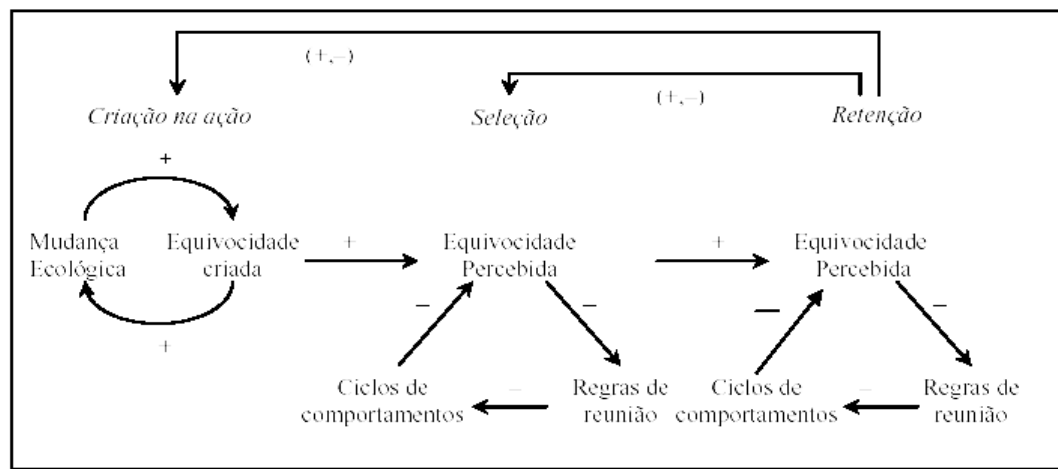 (+,–)
(+,–)
Criação na ação
Seleção
Retenção
+
Mudança
Ecológica
Equivocidade
criada
+
Equivocidade
Percebida
+
Equivocidade
Percebida
+
–
–
–
–
Ciclos de
comportamentos
–
Regras de
reunião
Ciclos de
comportamentos
–
Regras de
reunião